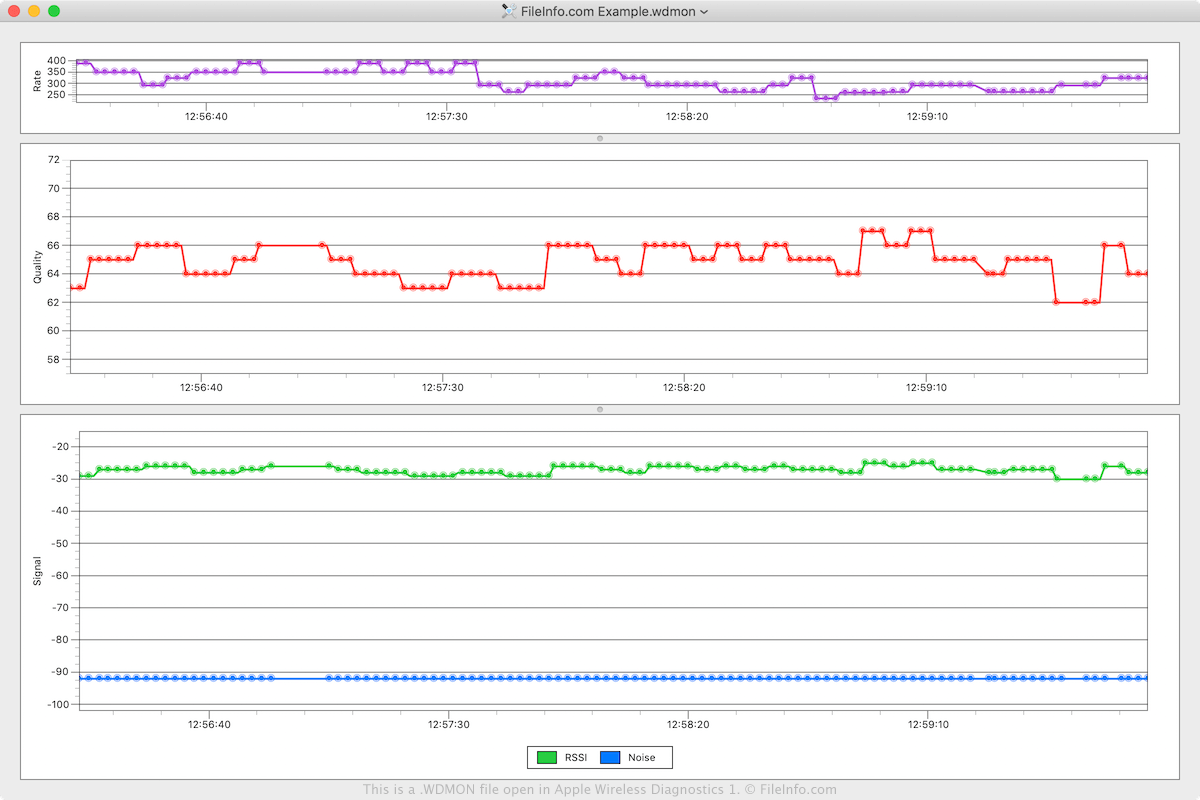 FileInfo.com Example.wdmon
400
350
300
250
Rate
12:56:40 12:57:30 12:58:20 12:59:10
72
70
68
66
64
62
60
58
Quality
12:56:40 12:57:30 12:58:20 12:59:10
-20
-30
-40
-50
-60
-70
-80
-90
-100
Signal
12:56:40 12:57:30 12:58:20 12:59:10
RSSI Noise
This is a .WDMON file open in Apple Wireless Diagnostics 1. © FileInfo.com